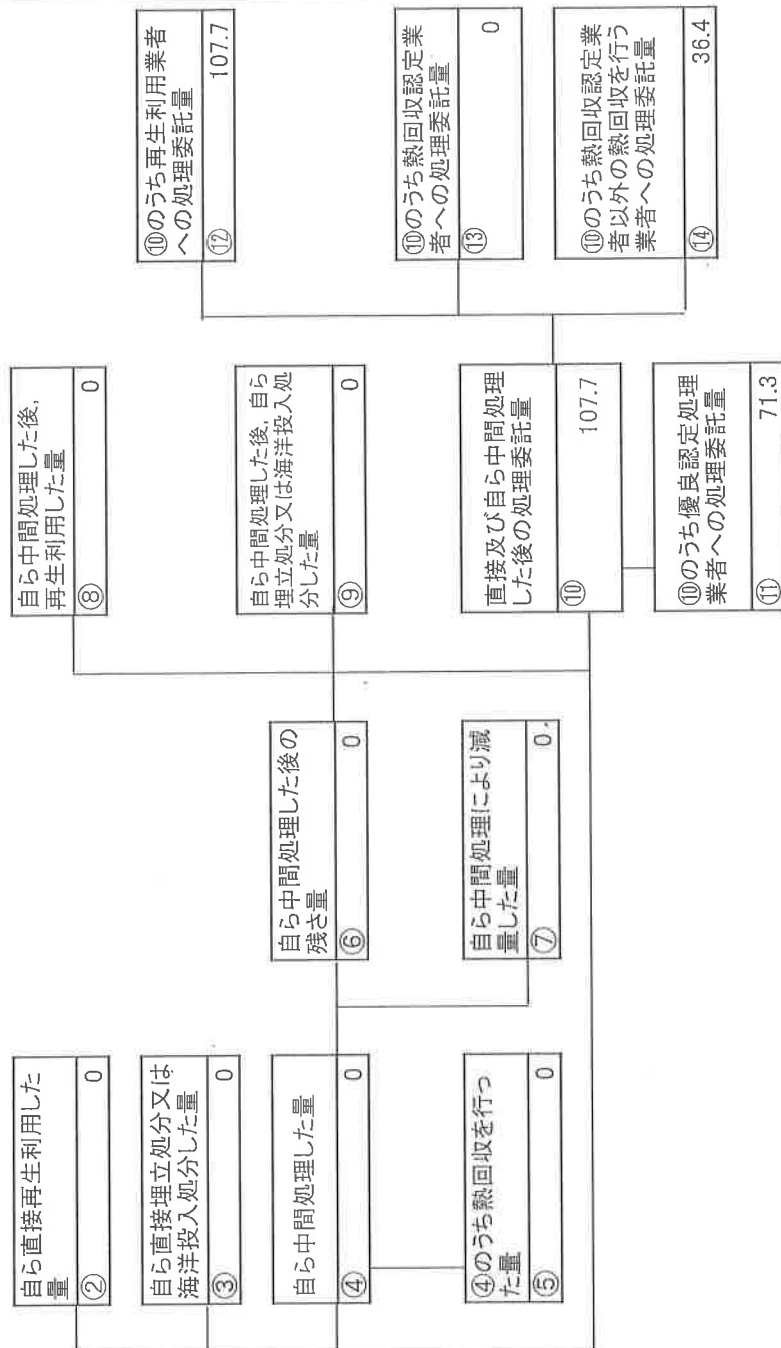 自ら直接再生利用した
量
② 0
自ら直接埋立処分又は
海洋投入処分した量
③ 0
自ら中間処理した量
④ 0
④のうち熱回収を行っ
た量
⑤ 0
自ら中間処理した後の
残さ量
⑥ 0
自ら中間処理により減
量した量
⑦ 0
自ら中間処理した後,
再生利用した量
⑧ 0
自ら中間処理した後,自ら
埋立処分又は海洋投入処
分した量
⑨ 0
直接及び自ら中間処理
した後の処理委託量
⑩ 107.7
⑩のうち優良認定処理
業者への処理委託量
⑪ 71.3
⑩のうち再生利用業者
への処理委託量
⑫ 107.7
⑩のうち熱回収認定業
者への処理委託量
⑬ 0
⑩のうち熱回収認定業
者以外の熱回収を行う
業者への処理委託量
⑭ 36.4